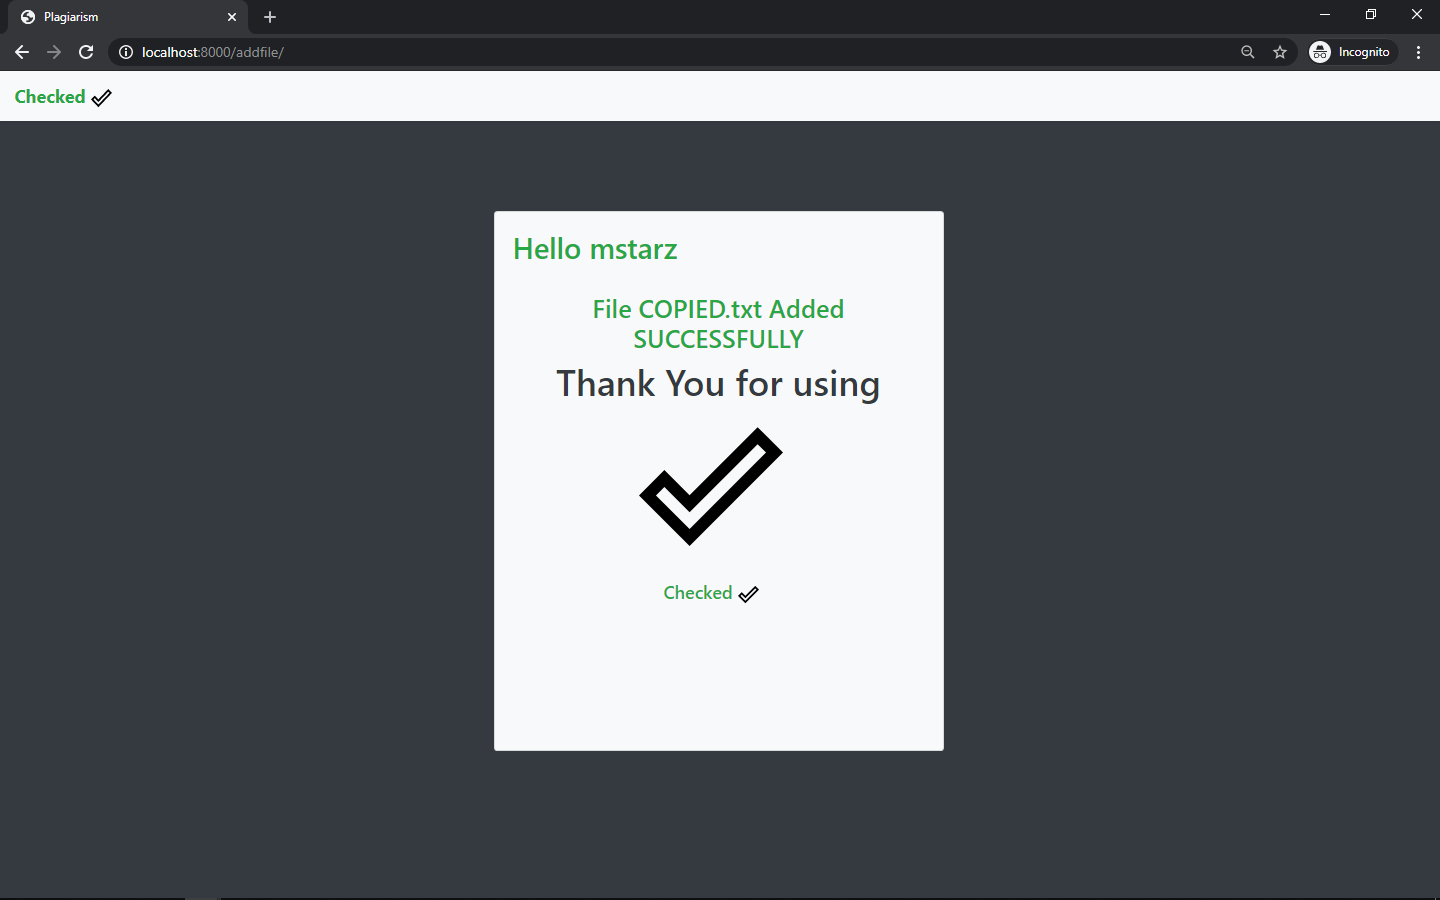 Plagiarism
localhost:8000/addfile/
Incognito
Checked
Hello mstarz
File COPIED.txt Added
SUCCESSFULLY
Thank You for using
Checked